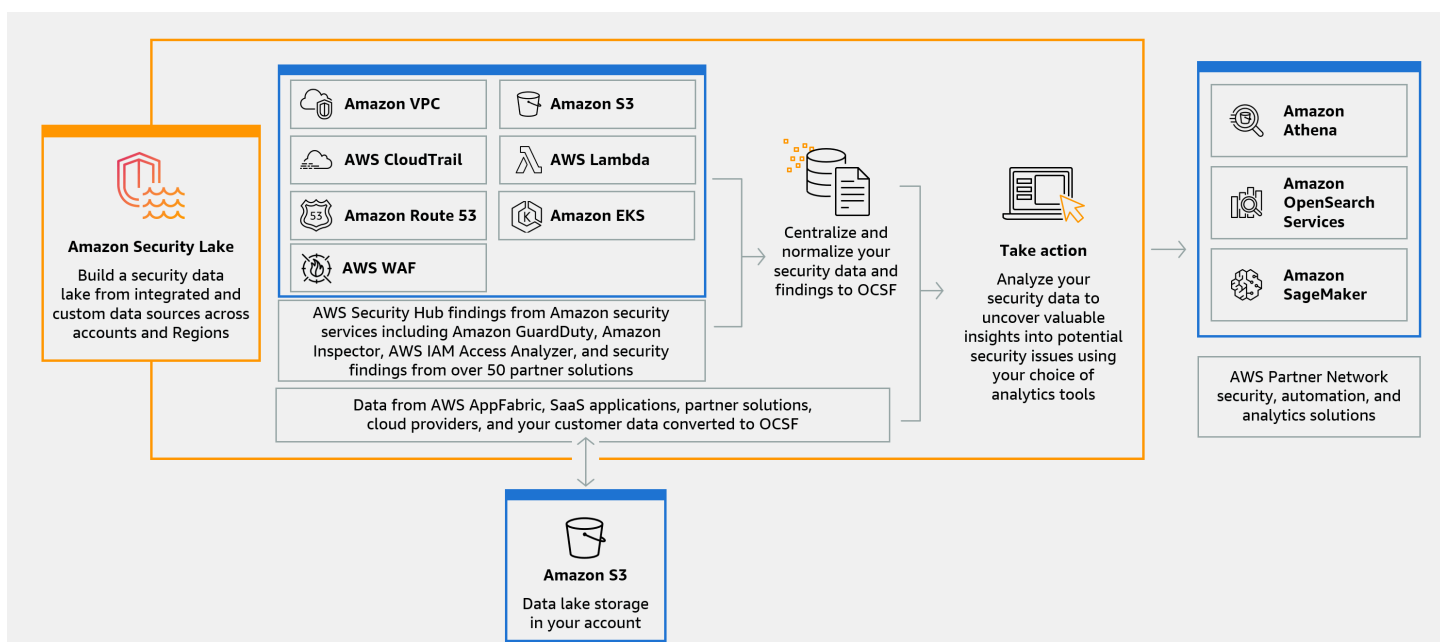 Amazon Security Lake
Build a security data
lake from integrated and
custom data sources across
accounts and Regions
Amazon VPC
Amazon S3
AWS CloudTrail
AWS Lambda
53
Amazon Route 53
K
Amazon EKS
AWS WAF
AWS Security Hub findings from Amazon security
services including Amazon GuardDuty, Amazon
Inspector, AWS IAM Access Analyzer, and security
findings from over 50 partner solutions
Data from AWS AppFabric, SaaS applications, partner solutions,
cloud providers, and your customer data converted to OCSF
Centralize and
normalize your
security data and
findings to OCSF
Take action
Analyze your
security data to
uncover valuable
insights into potential
security issues using
your choice of
analytics tools
Amazon
Athena
Amazon
OpenSearch
Services
Amazon
SageMaker
AWS Partner Network
security, automation, and
analytics solutions
Amazon S3
Data lake storage
in your account